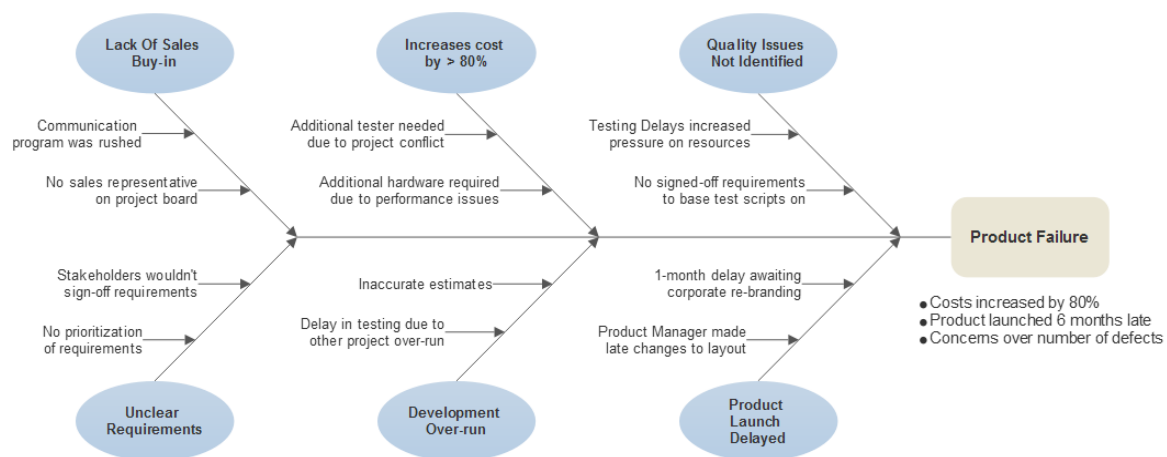 Lack Of Sales
Buy-in
Increases cost
by > 80%
Quality Issues
Not Identified
Communication
program was rushed
Additional tester needed
due to project conflict
Testing Delays increased
pressure on resources
No sales representative
on project board
Additional hardware required
due to performance issues
No signed-off requirements
to base test scripts on
Product Failure
Stakeholders wouldn't
sign-off requirements
Inaccurate estimates
1-month delay awaiting
corporate re-branding
No prioritization
of requirements
Delay in testing due to
other project over-run
Product Manager made
late changes to layout
● Costs increased by 80%
● Product launched 6 months late
● Concerns over number of defects
Unclear
Requirements
Development
Over-run
Product
Launch
Delayed